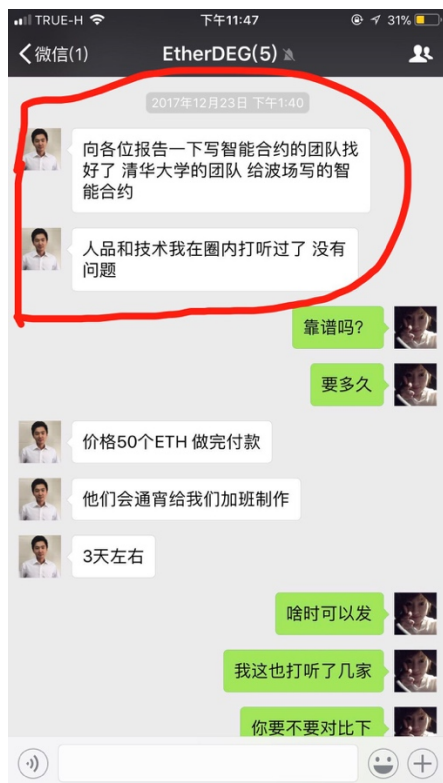 TRUE-H
下午11:47
31%
微信(1)
EtherDEG(5)
2017年12月23日 下午1:40
向各位报告一下写智能合约的团队找
好了 清华大学的团队 给波场写的智
能合约
人品和技术我在圈内打听过了 没有
问题
靠谱吗?
要多久
价格50个ETH 做完付款
他们会通宵给我们加班制作
3天左右
啥时可以发
我这也打听了几家
你要不要对比下